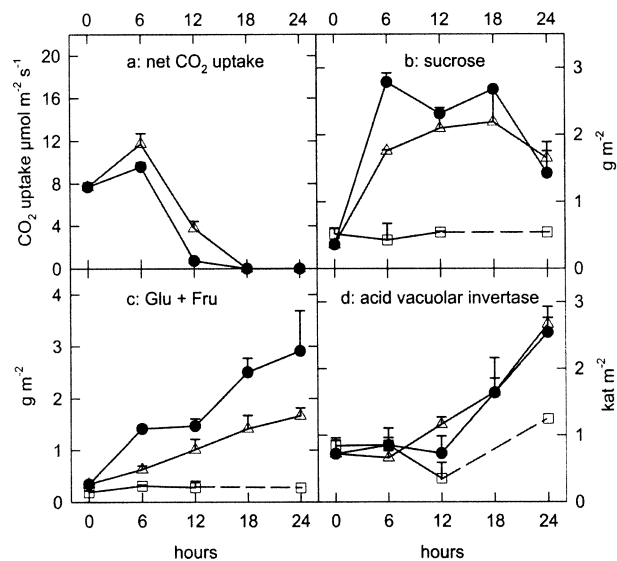 0 6 12 18 24 0 6 12 18 24
a: net CO₂ uptake
b: sucrose
20
16
12
8
4
0
CO₂ uptake µmol m⁻² s⁻¹
3
2
1
0
g m⁻²
c: Glu + Fru
d: acid vacuolar invertase
4
3
2
1
0
g m⁻²
3
2
1
0
kat m⁻²
0 6 12 18 24 0 6 12 18 24
hours hours